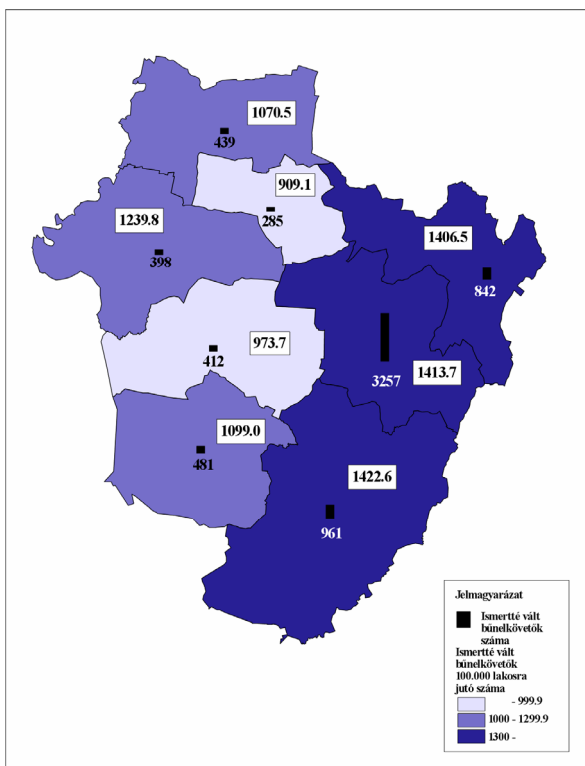 1070.5
439
909.1
285
1239.8
398
1406.5
842
973.7
412
3257
1413.7
1099.0
481
1422.6
961
Jelmagyarázat
Ismertté vált
bűnelkövetők
száma
Ismertté vált
bűnelkövetők
100.000 lakosra
jutó száma
- 999.9
1000 - 1299.9
1300 -